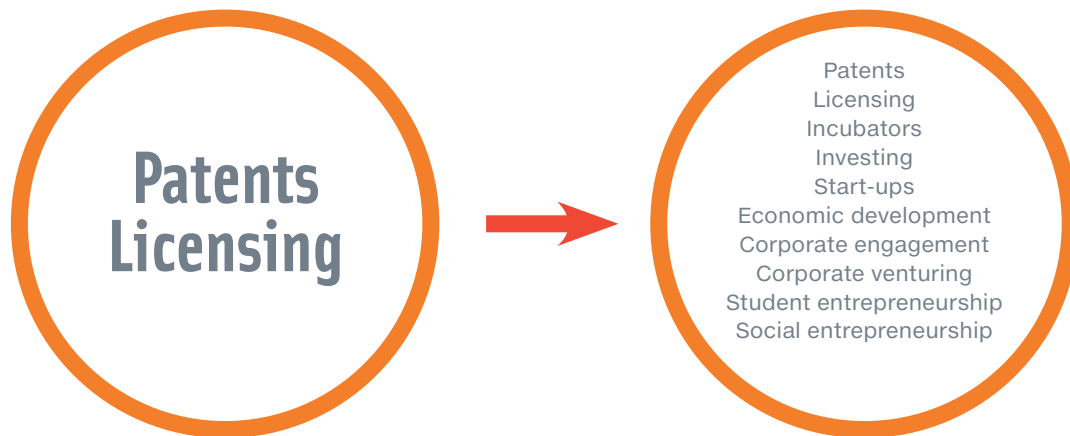 Patents
Licensing
Patents
Licensing
Incubators
Investing
Start-ups
Economic development
Corporate engagement
Corporate venturing
Student entrepreneurship
Social entrepreneurship